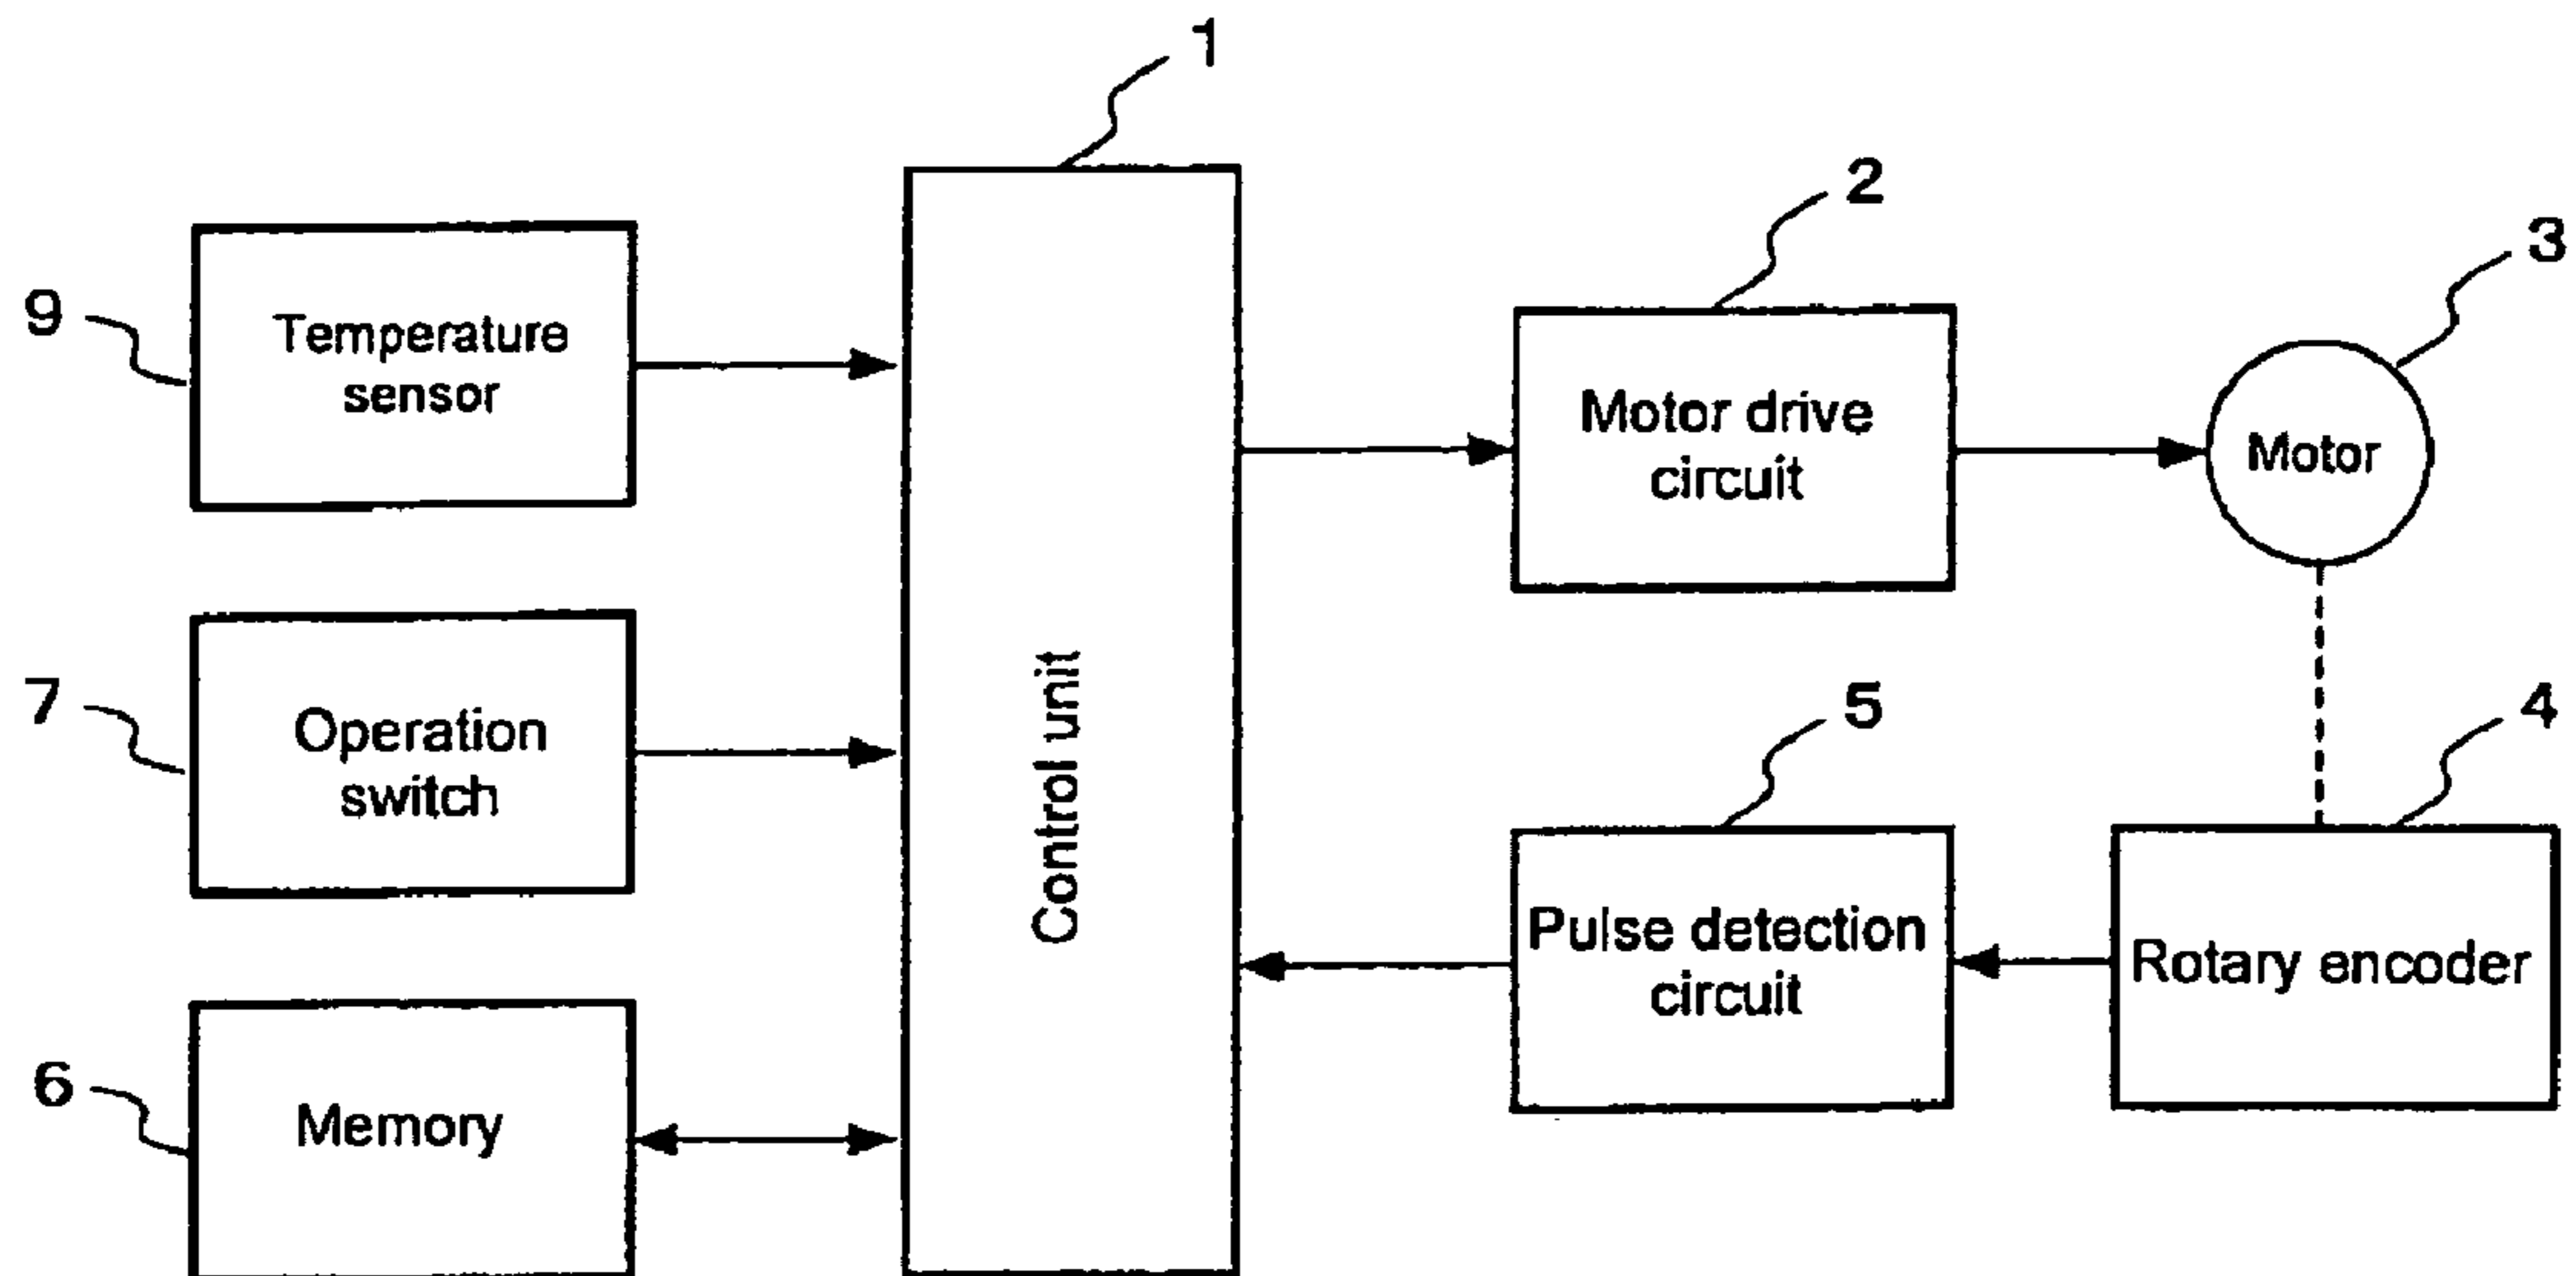 1
2
3
9
Temperature
sensor
Motor drive
circuit
Motor
7
Operation
switch
Control unit
5
4
Pulse detection
circuit
Rotary encoder
6
Memory